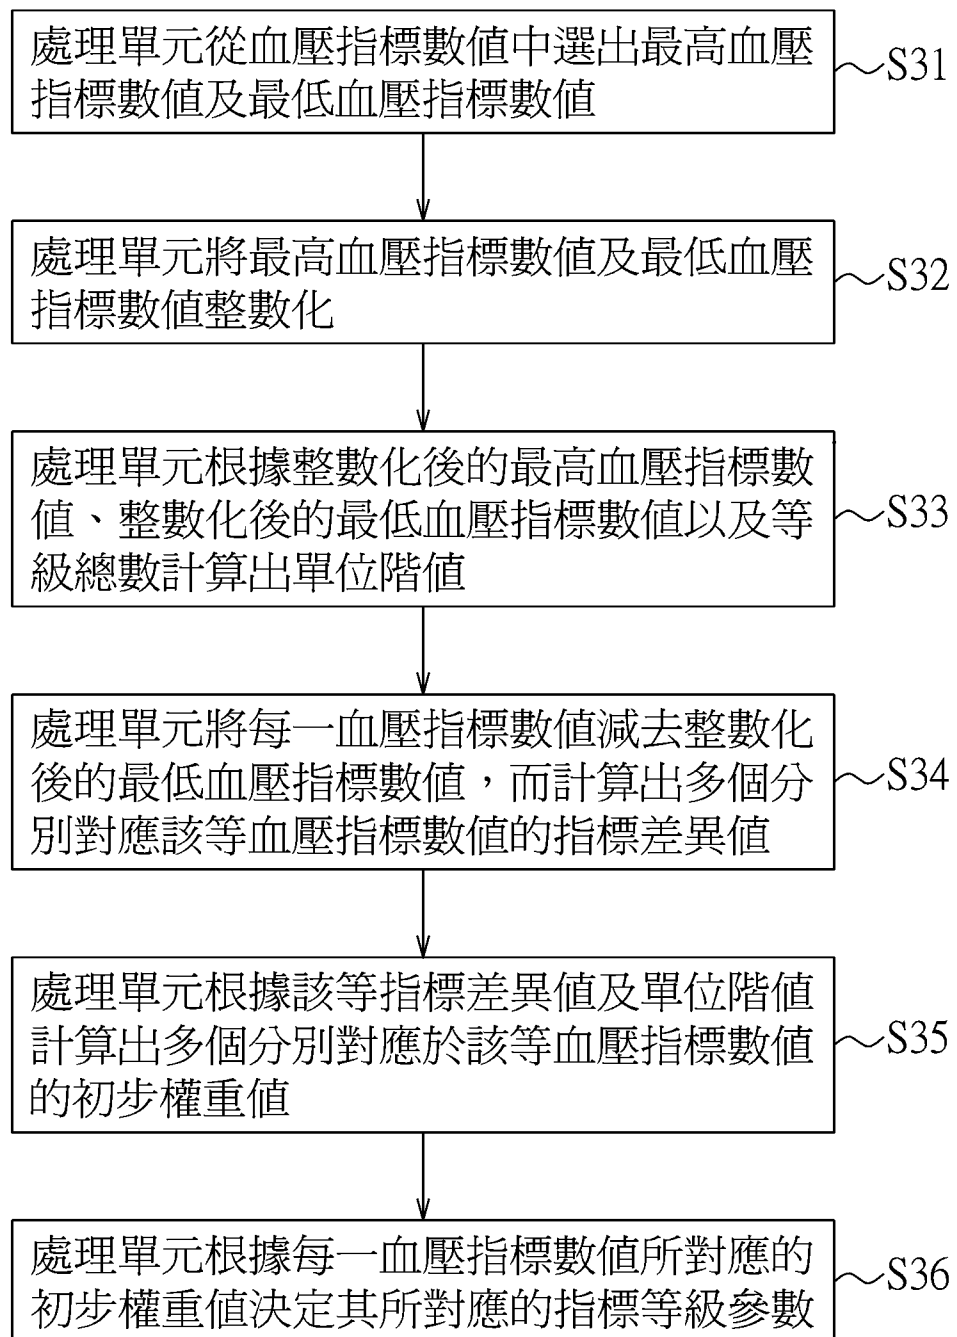 處理單元從血壓指標數值中選出最高血壓
指標數值及最低血壓指標數值
S31
處理單元將最高血壓指標數值及最低血壓
指標數值整數化
S32
處理單元根據整數化後的最高血壓指標數
值、整數化後的最低血壓指標數值以及等
級總數計算出單位階值
S33
處理單元將每一血壓指標數值減去整數化
後的最低血壓指標數值，而計算出多個分
別對應該等血壓指標數值的指標差異值
S34
處理單元根據該等指標差異值及單位階值
計算出多個分別對應於該等血壓指標數值
的初步權重值
S35
處理單元根據每一血壓指標數值所對應的
初步權重值決定其所對應的指標等級參數
S36